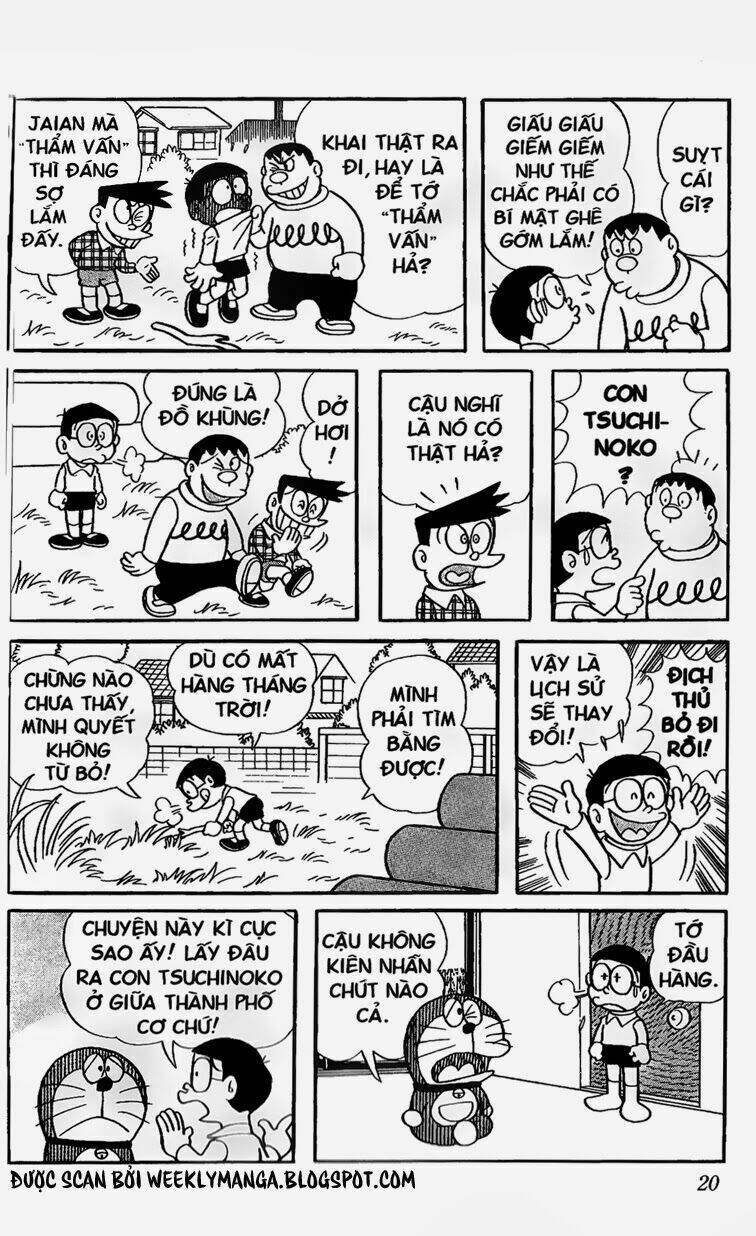 SUỴT
CÁI
GÌ?
GIẤU GIẤU
GIẾM GIẾM
NHƯ THẾ
CHẮC PHẢI CÓ
BÍ MẬT GHÊ
GỚM LẮM!
KHAI THẬT RA
ĐI, HAY LÀ
ĐỂ TỚ
"THẨM
VẤN"
HẢ?
JAIAN MÀ
"THẨM VẤN"
THÌ ĐÁNG
SỢ
LẮM
ĐẤY.
CON
TSUCHI-
NOKO
?
CẬU NGHĨ
LÀ NÓ CÓ
THẬT HẢ?
DỞ
HƠI
!
ĐÚNG LÀ
ĐỒ KHÙNG!
ĐỊCH
THỦ
BỎ ĐI
RỒI!
VẬY LÀ
LỊCH SỬ
SẼ THAY
ĐỔI!
MÌNH
PHẢI TÌM
BẰNG
ĐƯỢC!
DÙ CÓ MẤT
HÀNG THÁNG
TRỜI!
CHỪNG NÀO
CHƯA THẤY,
MÌNH QUYẾT
KHÔNG
TỪ BỎ!
TỚ
ĐẦU
HÀNG.
CẬU KHÔNG
KIÊN NHẪN
CHÚT NÀO
CẢ.
CHUYỆN NÀY KÌ CỤC
SAO ẤY! LẤY ĐÂU
RA CON TSUCHINOKO
Ở GIỮA THÀNH PHỐ
CƠ CHỨ!
ĐƯỢC SCAN BỞI WEEKLYMANGA.BLOGSPOT.COM
20